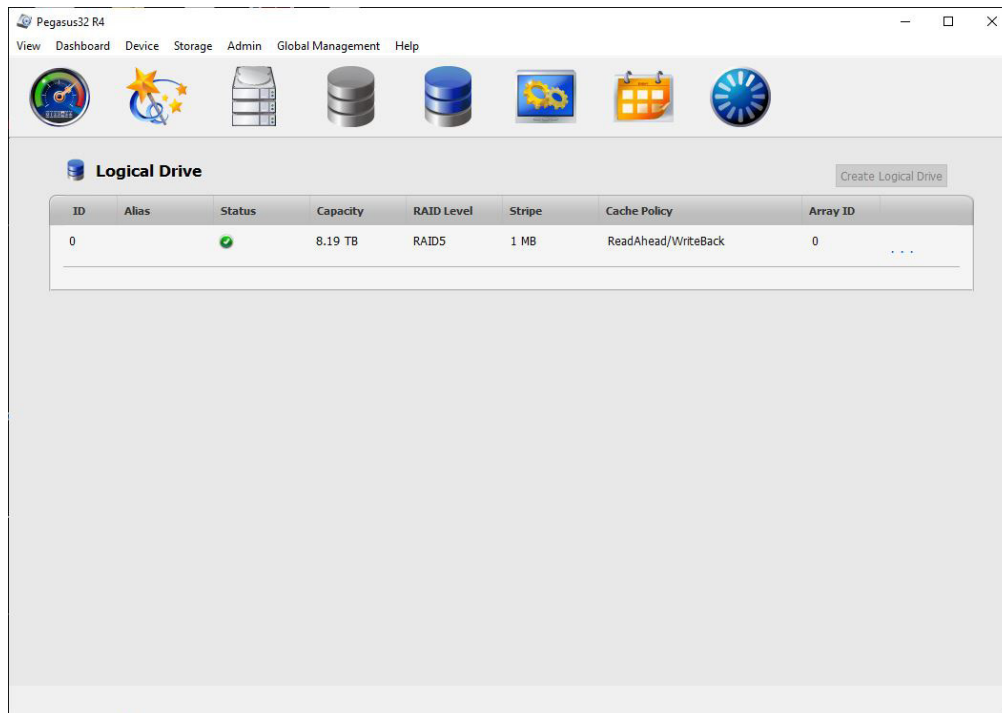 Pegasus32 R4
View Dashboard Device Storage Admin Global Management Help
Logical Drive
Create Logical Drive
ID Alias Status Capacity RAID Level Stripe Cache Policy Array ID
0 8.19 TB RAID5 1 MB ReadAhead/WriteBack 0 ...